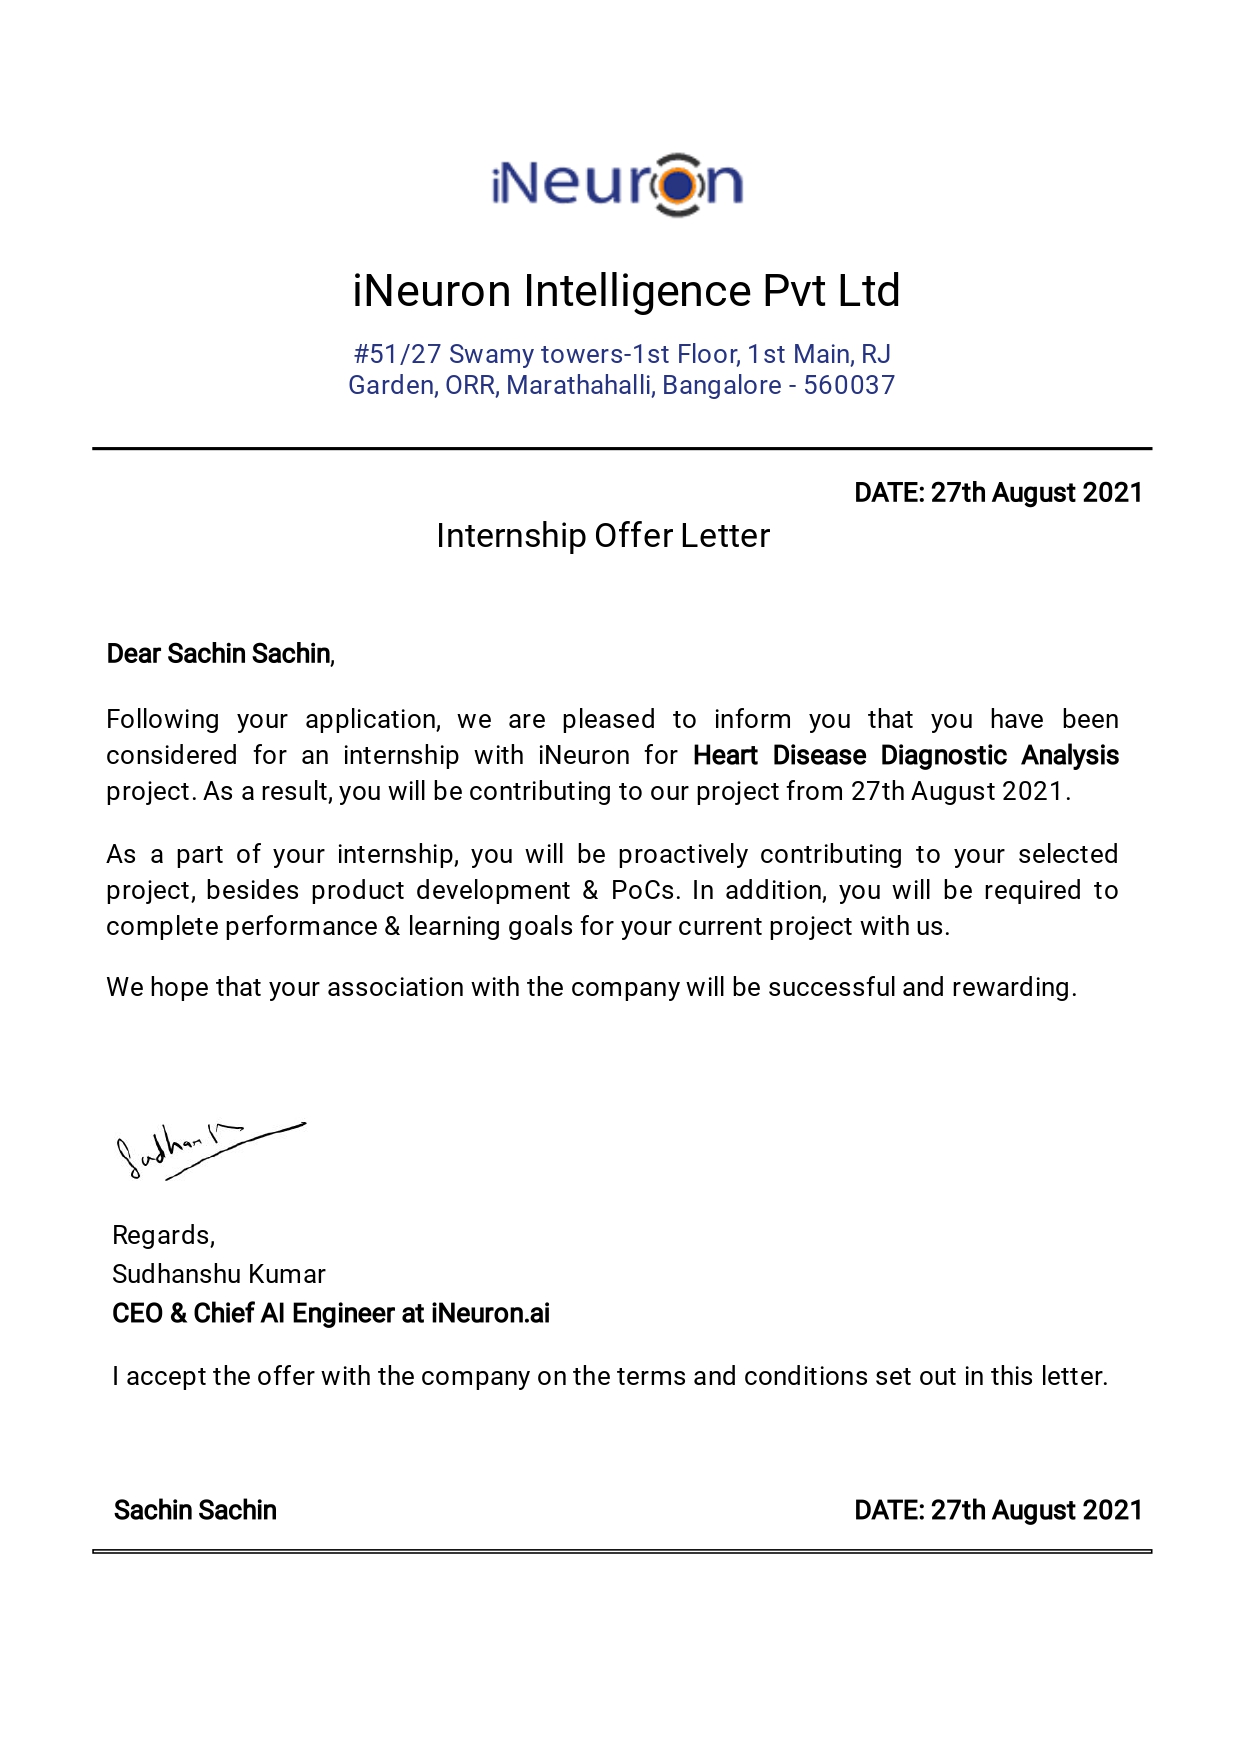 iNeuron
iNeuron Intelligence Pvt Ltd
#51/27 Swamy towers-1st Floor, 1st Main, RJ
Garden, ORR, Marathahalli, Bangalore - 560037
DATE: 27th August 2021
Internship Offer Letter
Dear Sachin Sachin,
Following your application, we are pleased to inform you that you have been
considered for an internship with iNeuron for Heart Disease Diagnostic Analysis
project. As a result, you will be contributing to our project from 27th August 2021.
As a part of your internship, you will be proactively contributing to your selected
project, besides product development & PoCs. In addition, you will be required to
complete performance & learning goals for your current project with us.
We hope that your association with the company will be successful and rewarding.
Regards,
Sudhanshu Kumar
CEO & Chief AI Engineer at iNeuron.ai
I accept the offer with the company on the terms and conditions set out in this letter.
Sachin Sachin
DATE: 27th August 2021